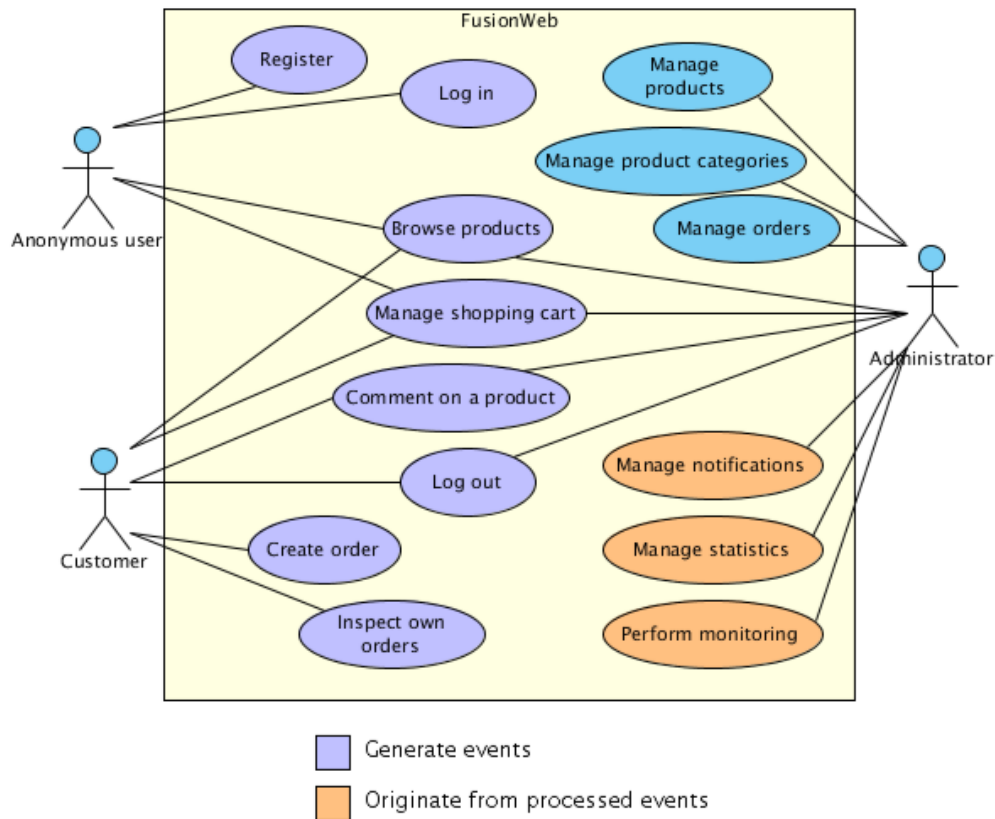 FusionWeb
Register
Log in
Manage
products
Manage product categories
Anonymous user
Browse products
Manage orders
Manage shopping cart
Administrator
Comment on a product
Manage notifications
Log out
Customer
Create order
Manage statistics
Inspect own
orders
Perform monitoring
Generate events
Originate from processed events